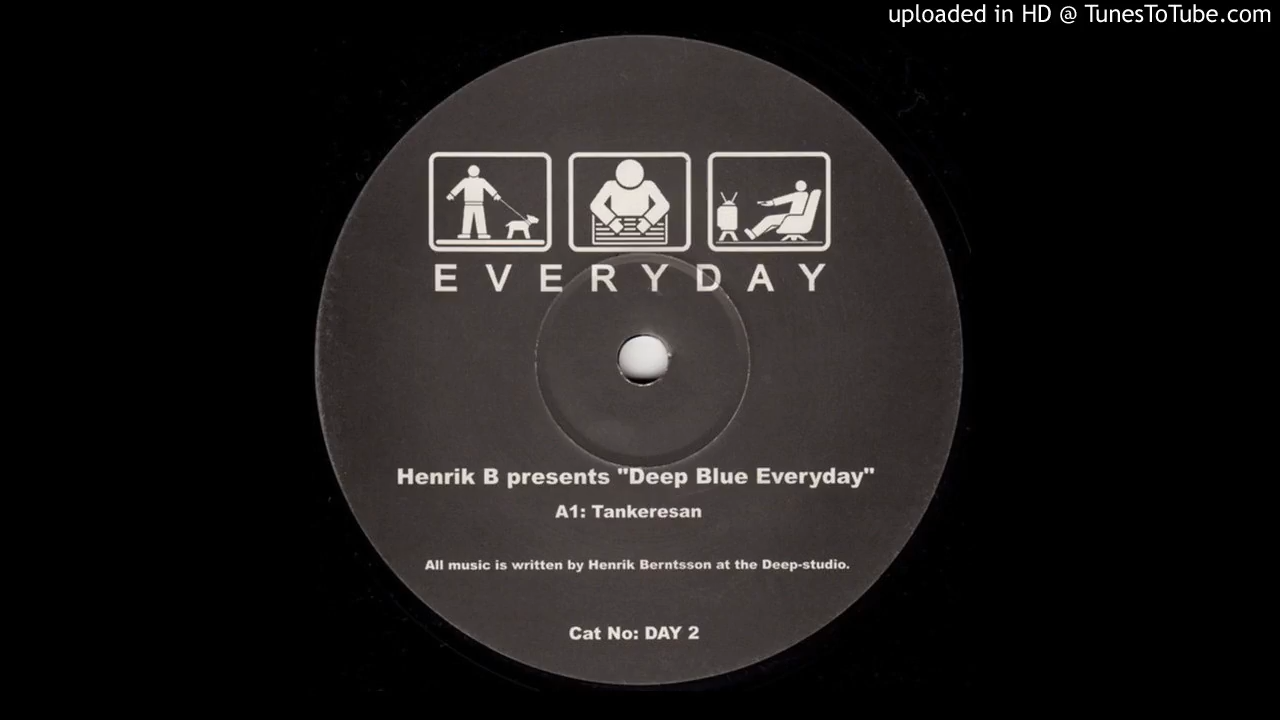 uploaded in HD @ TunesToTube.com
EVERYDAY
Henrik B presents "Deep Blue Everyday"
A1: Tankeresan
All music is written by Henrik Berntsson at the Deep-studio.
Cat No: DAY 2